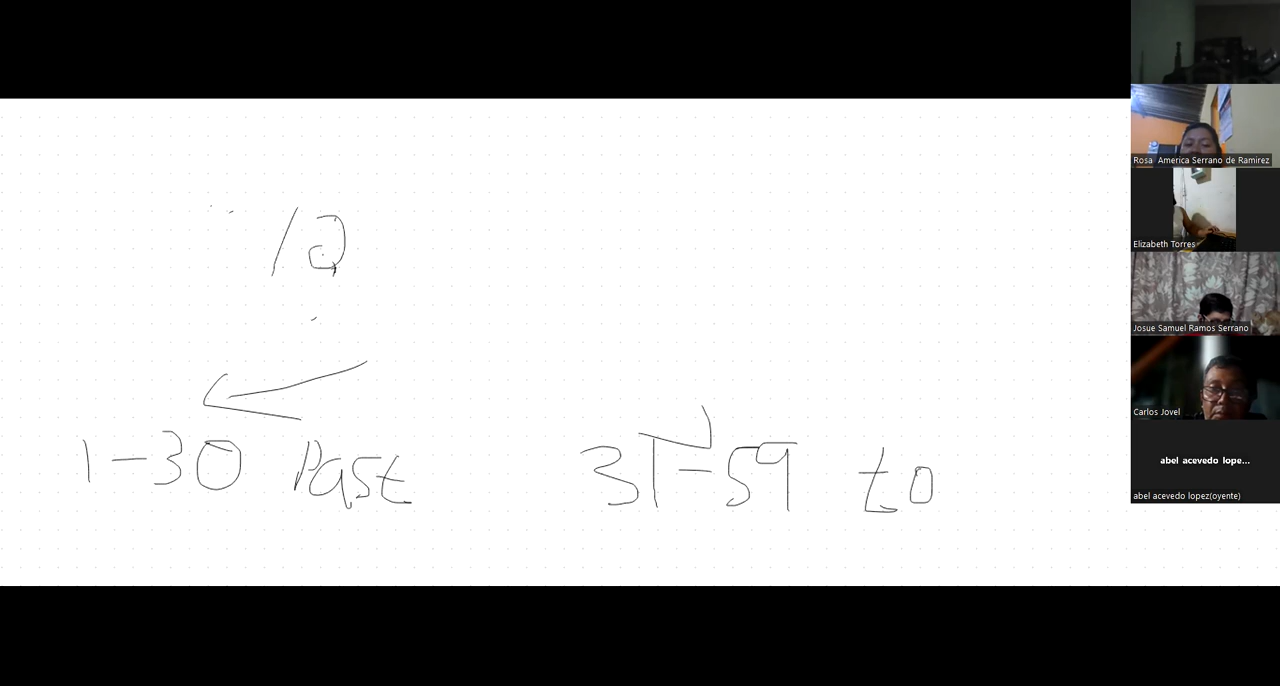 1-30 Past 31-59 to
Rosa America Serrano de Ramirez
Elizabeth Torres
Josue Samuel Ramos Serrano
Carlos Jovel
abel acevedo lope...
abel acevedo lopez(oyente)